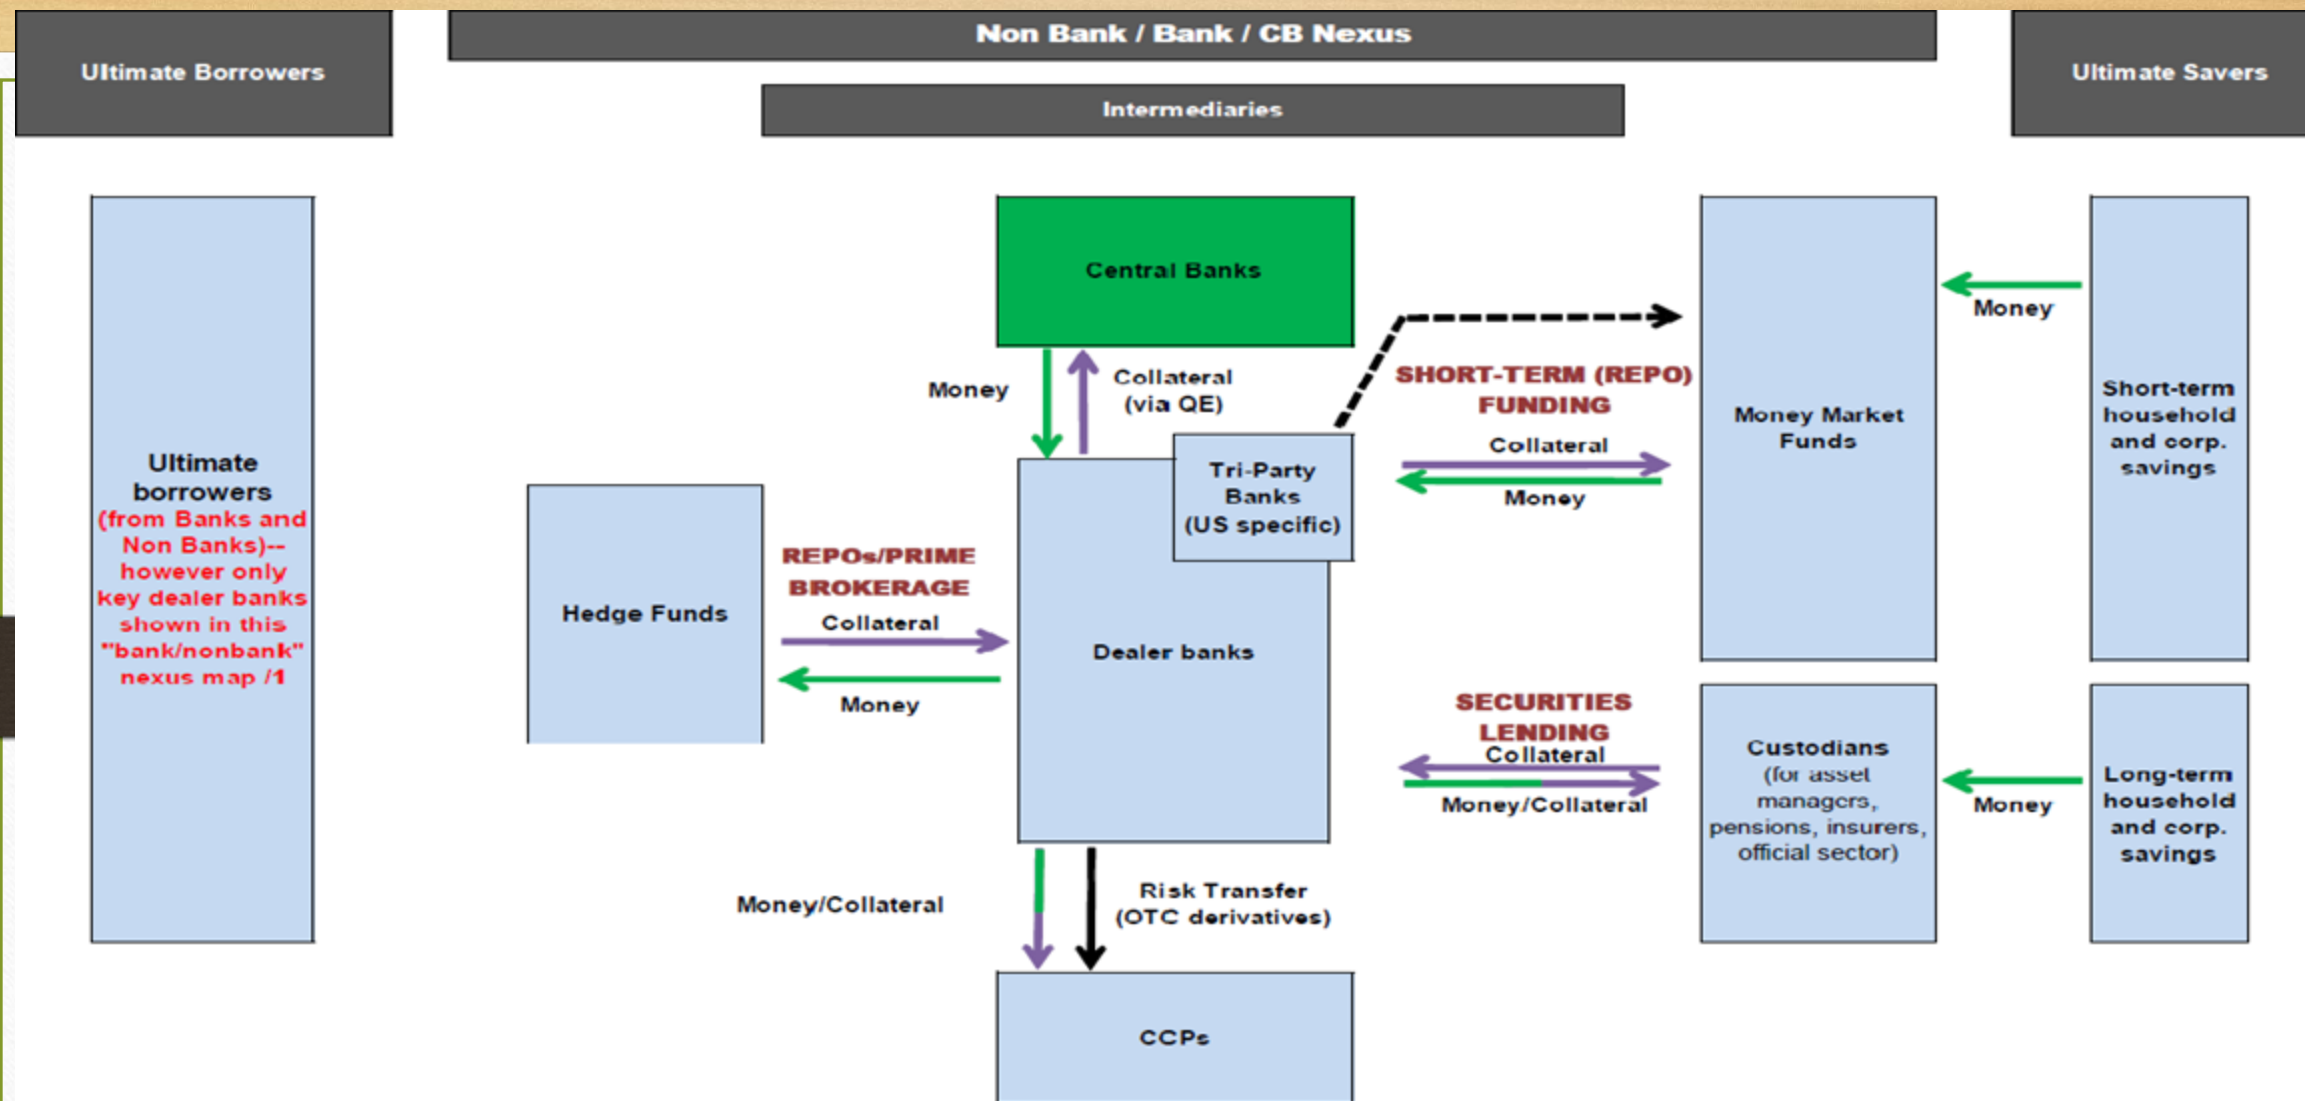 Non Bank / Bank / CB Nexus
Ultimate Borrowers
Ultimate Savers
Intermediaries
Ultimate
borrowers
(from Banks and
Non Banks)--
however only
key dealer banks
shown in this
"bank/nonbank"
nexus map /1
Hedge Funds
REPOs/PRIME
BROKERAGE
Collateral
Money
Central Banks
Money
Collateral
(via QE)
Tri-Party
Banks
(US specific)
Dealer banks
Money/Collateral
Risk Transfer
(OTC derivatives)
CCPs
SHORT-TERM (REPO)
FUNDING
Collateral
Money
SECURITIES
LENDING
Collateral
Money/Collateral
Money Market
Funds
Custodians
(for asset
managers,
pensions, insurers,
official sector)
Money
Money
Short-term
household
and corp.
savings
Long-term
household
and corp.
savings